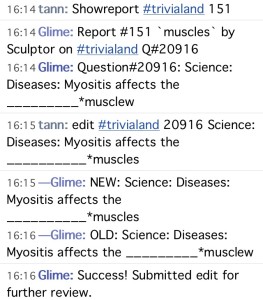 16:14 tann: Showreport #trivialand 151
16:14 Glime: Report #151 `muscles` by
Sculptor on #trivialand Q#20916
16:14 Glime: Question#20916: Science:
Diseases: Myositis affects the
_________*musclew
16:15 tann: edit #trivialand 20916 Science:
Diseases: Myositis affects the
__________*muscles
16:15 —Glime: NEW: Science: Diseases:
Myositis affects the
__________*muscles
16:16 —Glime: OLD: Science: Diseases:
Myositis affects the _________*musclew
16:16 Glime: Success! Submitted edit for
further review.